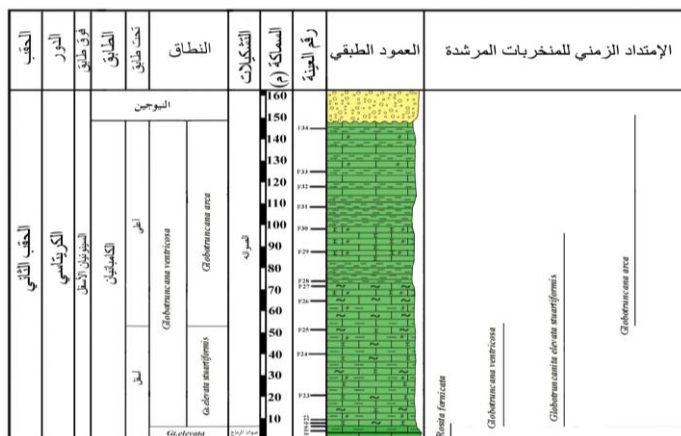 الحقب
الدور
فوق طابق
الطابق
تحت طابق
النطاق
التشكيلات
السماكة (م)
رقم العينة
العمود الطبقي
الإمتداد الزمني للمنخربات المرشدة
الحقب الثاني
الكريتاسي
السينونيان الأسفل
الكامبانيان
النيوجين
أعلى
أسفل
Globotruncana ventricosa
Globotruncana arca
G.elevata stuartiformis
Gt.elevata
الصوانة
160
150
140
130
120
110
100
90
80
70
60
50
40
30
20
10
F34
F33
F32
F31
F30
F29
F28
F27
F26
F25
F24
F23
F22
Rosita fornicata
Globotruncana ventricosa
Globotruncanita elevata stuartiformis
Globotruncana arca